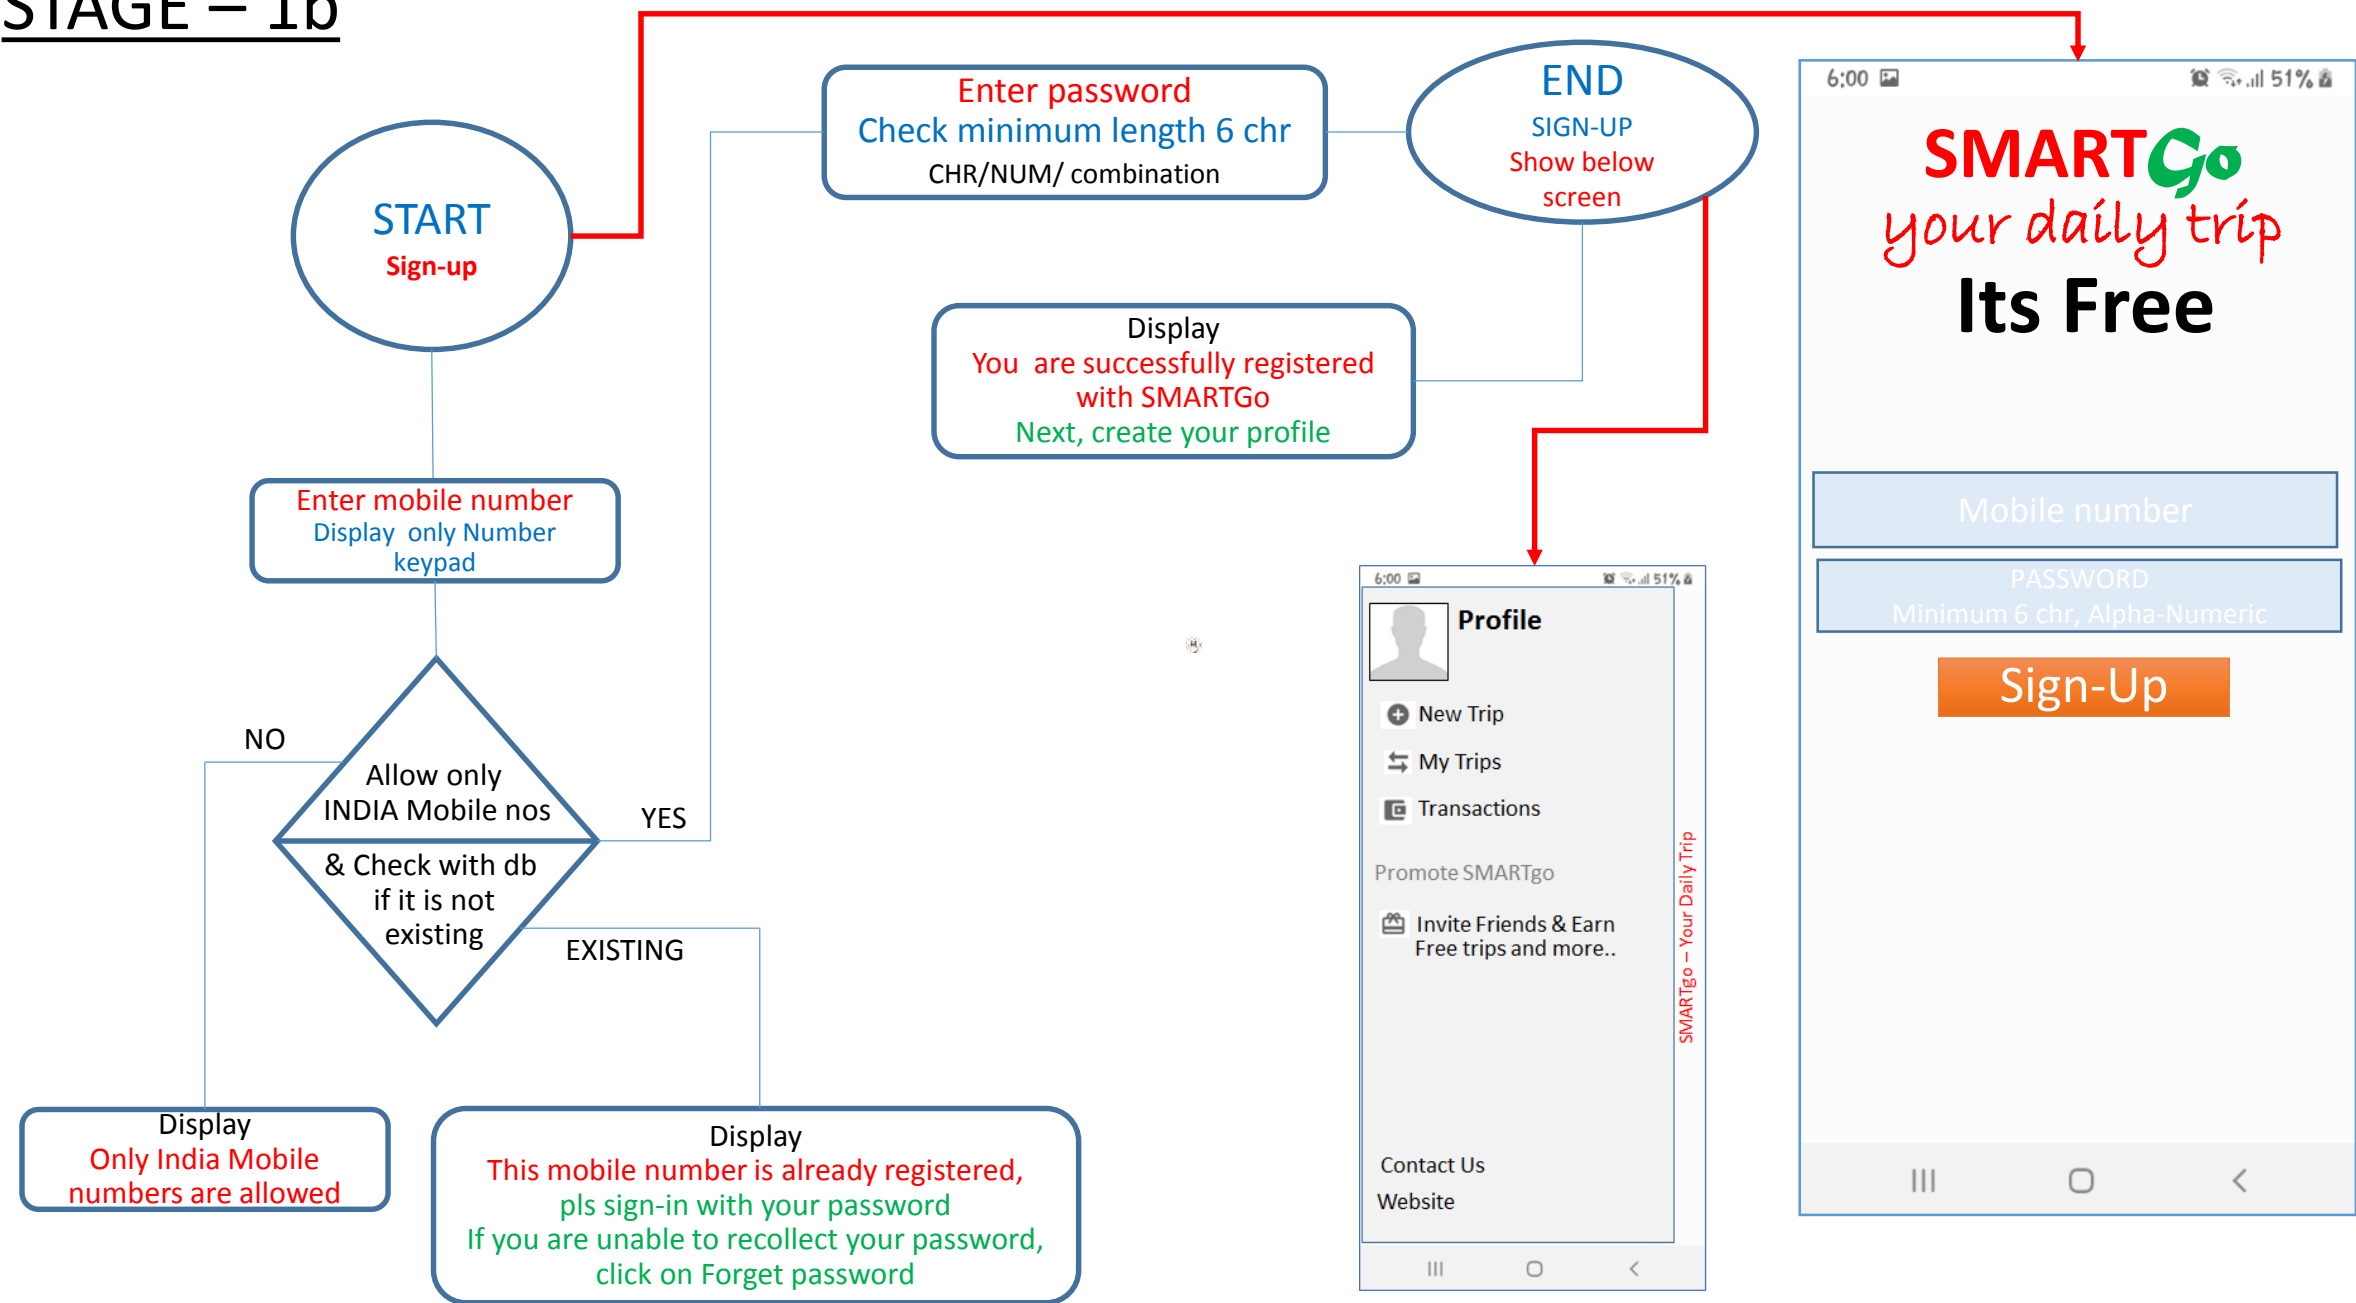 STAGE – 1b
START
Sign-up
Enter mobile number
Display only Number
keypad
NO
Allow only
INDIA Mobile nos
YES
& Check with db
if it is not
existing
EXISTING
Display
Only India Mobile
numbers are allowed
Display
This mobile number is already registered,
pls sign-in with your password
If you are unable to recollect your password,
click on Forget password
Enter password
Check minimum length 6 chr
CHR/NUM/ combination
END
SIGN-UP
Show below
screen
Display
You are successfully registered
with SMARTGo
Next, create your profile
6:00 51%
Profile
New Trip
My Trips
Transactions
Promote SMARTgo
Invite Friends & Earn
Free trips and more..
Contact Us
Website
SMARTgo – Your Daily Trip
6:00 51%
SMARTGo
your daily trip
Its Free
Mobile number
PASSWORD
Minimum 6 chr, Alpha-Numeric
Sign-Up